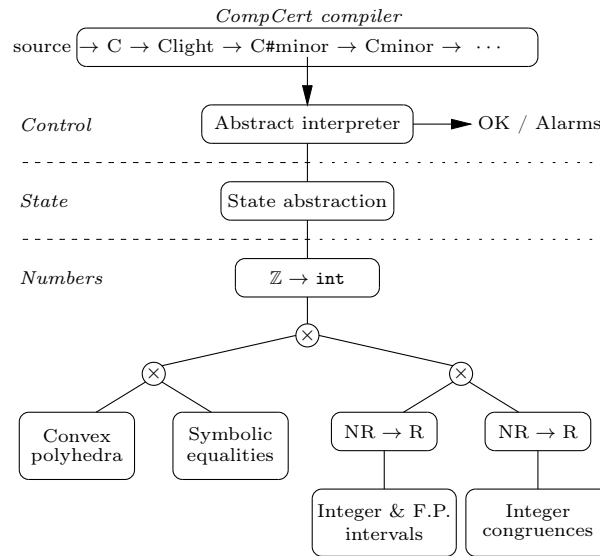 CompCert compiler
source → C → Clight → C#minor → Cminor → ···
Control
Abstract interpreter
OK / Alarms
State
State abstraction
Numbers
ℤ → int
×
×
×
Convex
polyhedra
Symbolic
equalities
NR → R
NR → R
Integer & F.P.
intervals
Integer
congruences